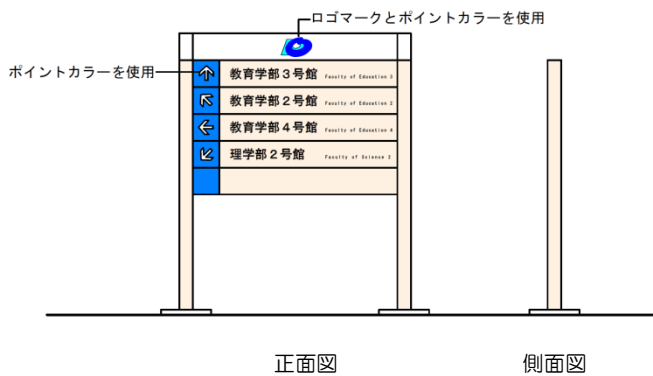 ロゴマークとポイントカラーを使用
ポイントカラーを使用
教育学部３号館 Faculty of Education 3
教育学部２号館 Faculty of Education 2
教育学部４号館 Faculty of Education 4
理学部２号館 Faculty of Science 2
正面図
側面図